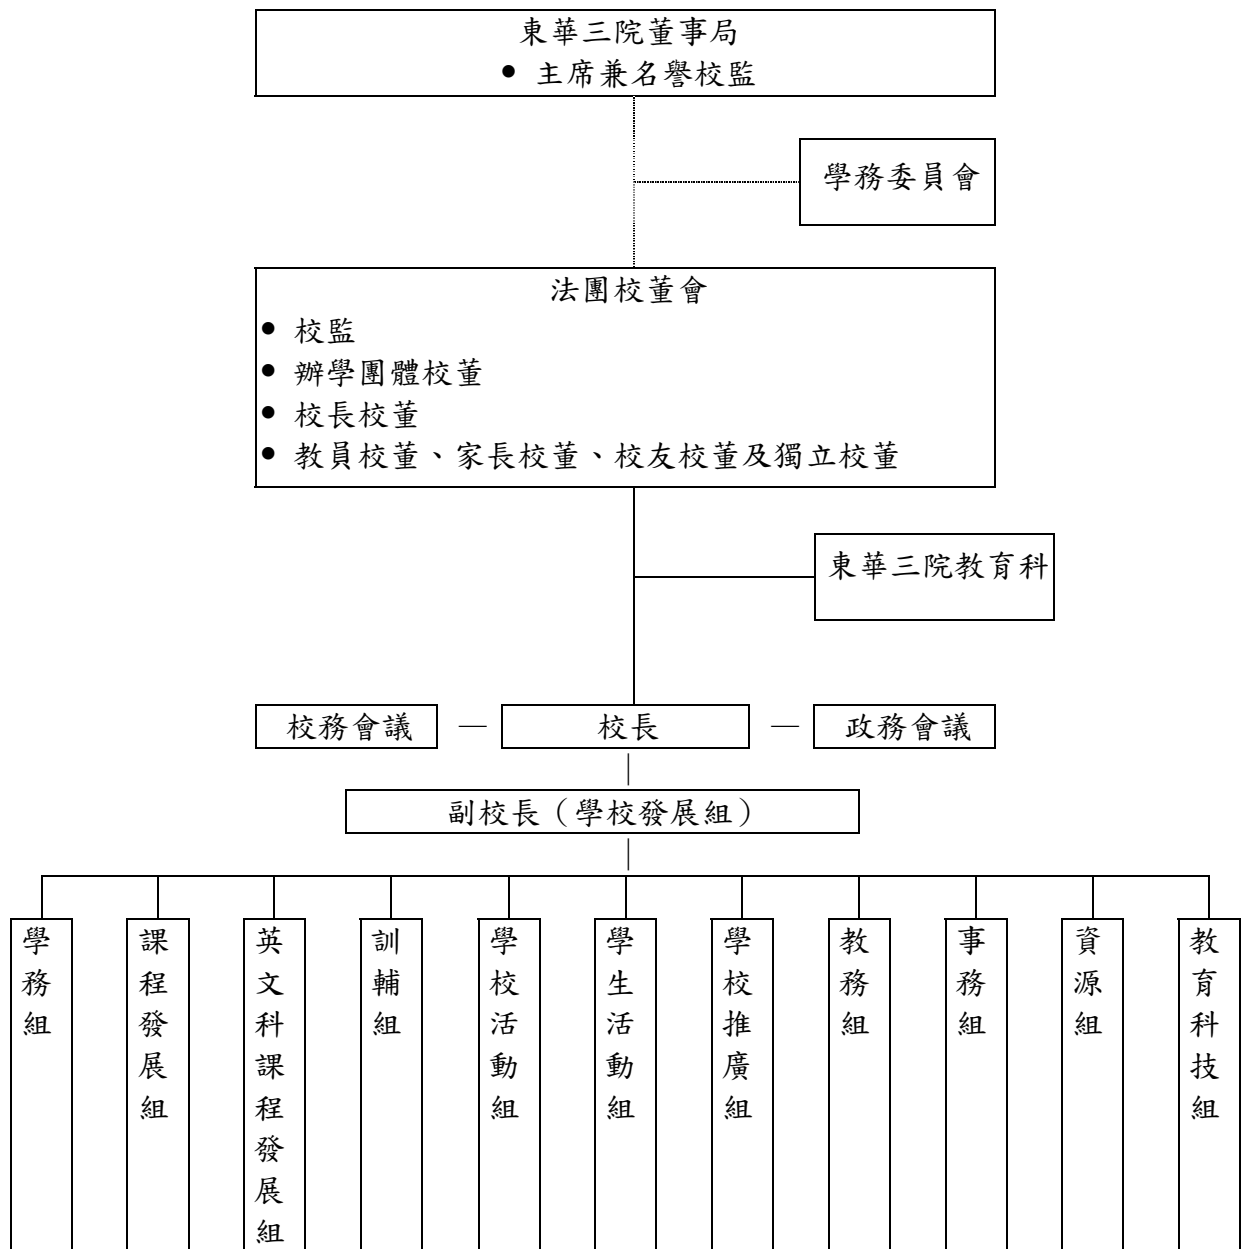 東華三院董事局
• 主席兼名譽校監
學務委員會
法團校董會
• 校監
• 辦學團體校董
• 校長校董
• 教員校董、家長校董、校友校董及獨立校董
東華三院教育科
校務會議 — 校長 — 政務會議
副校長（學校發展組）
學務組
課程發展組
英文科課程發展組
訓輔組
學校活動組
學生活動組
學校推廣組
教務組
事務組
資源組
教育科技組